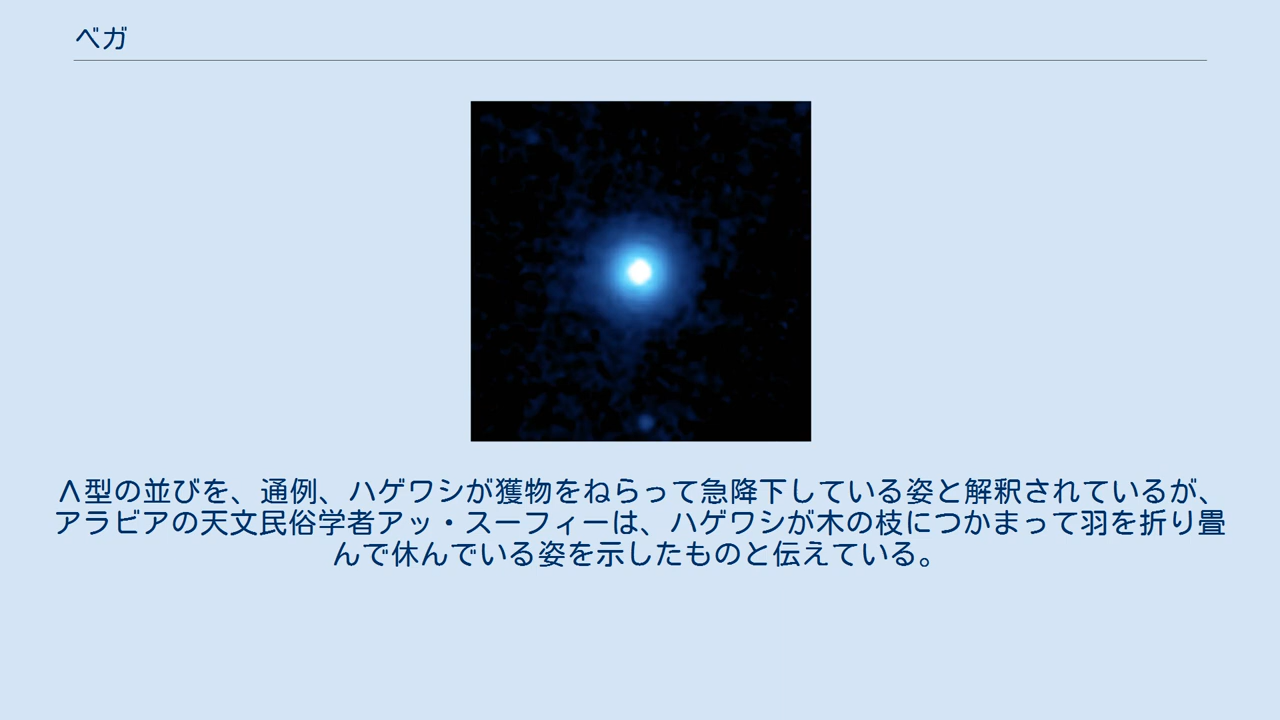 ベガ
Λ型の並びを、通例、ハゲワシが獲物をねらって急降下している姿と解釈されているが、
アラビアの天文民俗学者アッ・スーフィーは、ハゲワシが木の枝につかまって羽を折り畳
んで休んでいる姿を示したものと伝えている。